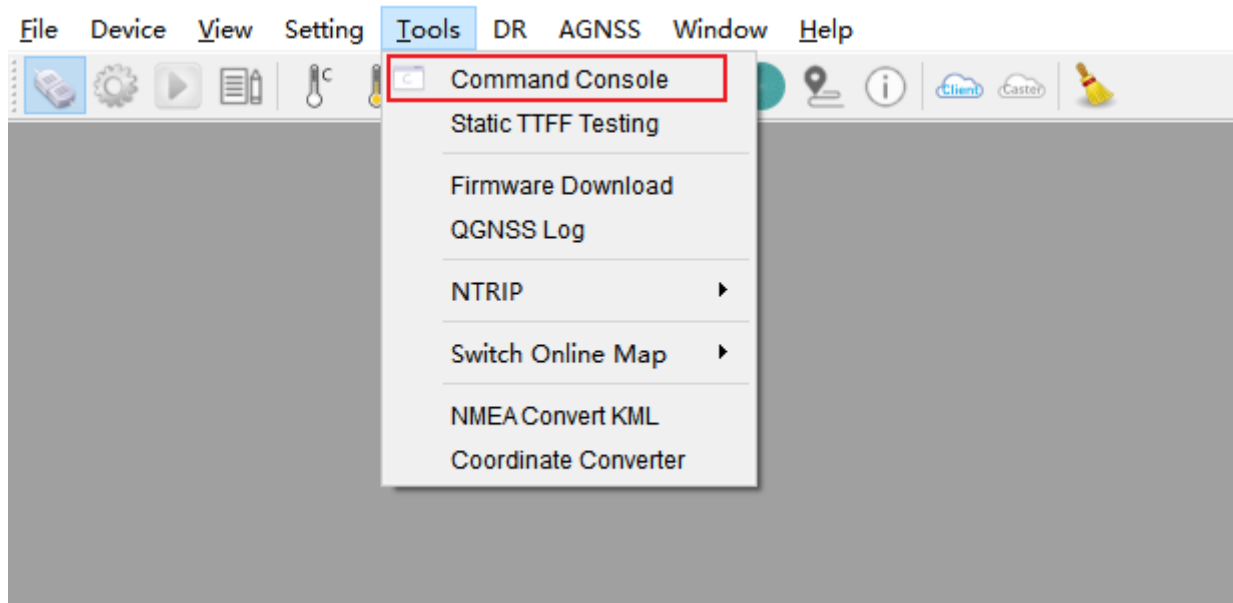 File Device View Setting Tools DR AGNSS Window Help
C C Command Console Client Caster
Static TTFF Testing
Firmware Download
QGNSS Log
NTRIP
Switch Online Map
NMEA Convert KML
Coordinate Converter